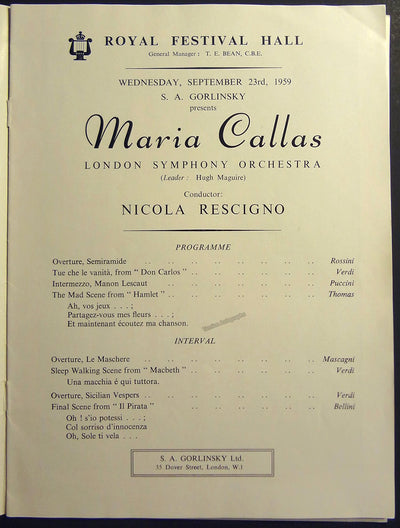 ROYAL FESTIVAL HALL
General Manager : T. E. BEAN, C.B.E.
WEDNESDAY, SEPTEMBER 23rd, 1959
S. A. GORLINSKY
presents
Maria Callas
LONDON SYMPHONY ORCHESTRA
(Leader : Hugh Maguire)
Conductor:
NICOLA RESCIGNO
PROGRAMME
Overture, Semiramide .. .. .. .. .. .. .. Rossini
Tue che le vanità, from " Don Carlos " .. .. .. .. .. .. Verdi
Intermezzo, Manon Lescaut .. .. .. .. .. .. Puccini
The Mad Scene from " Hamlet " .. .. .. .. .. .. Thomas
Ah, vos jeux . . . ;
Partagez-vous mes fleurs . . . ;
Et maintenant écoutez ma chanson.
INTERVAL
Overture, Le Maschere .. .. .. .. .. .. .. Mascagni
Sleep Walking Scene from " Macbeth " .. .. .. .. .. .. Verdi
Una macchia è qui tuttora.
Overture, Sicilian Vespers .. .. .. .. .. .. Verdi
Final Scene from " Il Pirata " .. .. .. .. .. .. Bellini
Oh ! s'io potessi . . . ;
Col sorriso d'innocenza
Oh, Sole ti vela . . .
S. A. GORLINSKY Ltd.
35 Dover Street, London, W.1